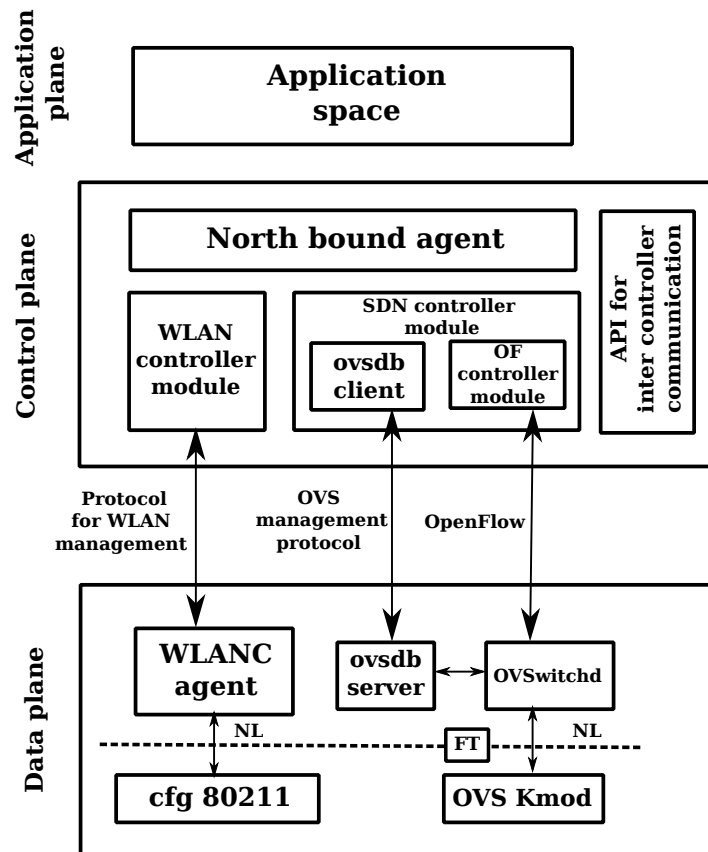 Application
plane
Application
space
Control plane
North bound agent
API for
inter controller
communication
WLAN
controller
module
SDN controller
module
ovsdb
client
OF
controller
module
Protocol
for WLAN
management
OVS
management
protocol
OpenFlow
Data plane
WLANC
agent
ovsdb
server
OVSwitchd
NL
FT
NL
cfg 80211
OVS Kmod